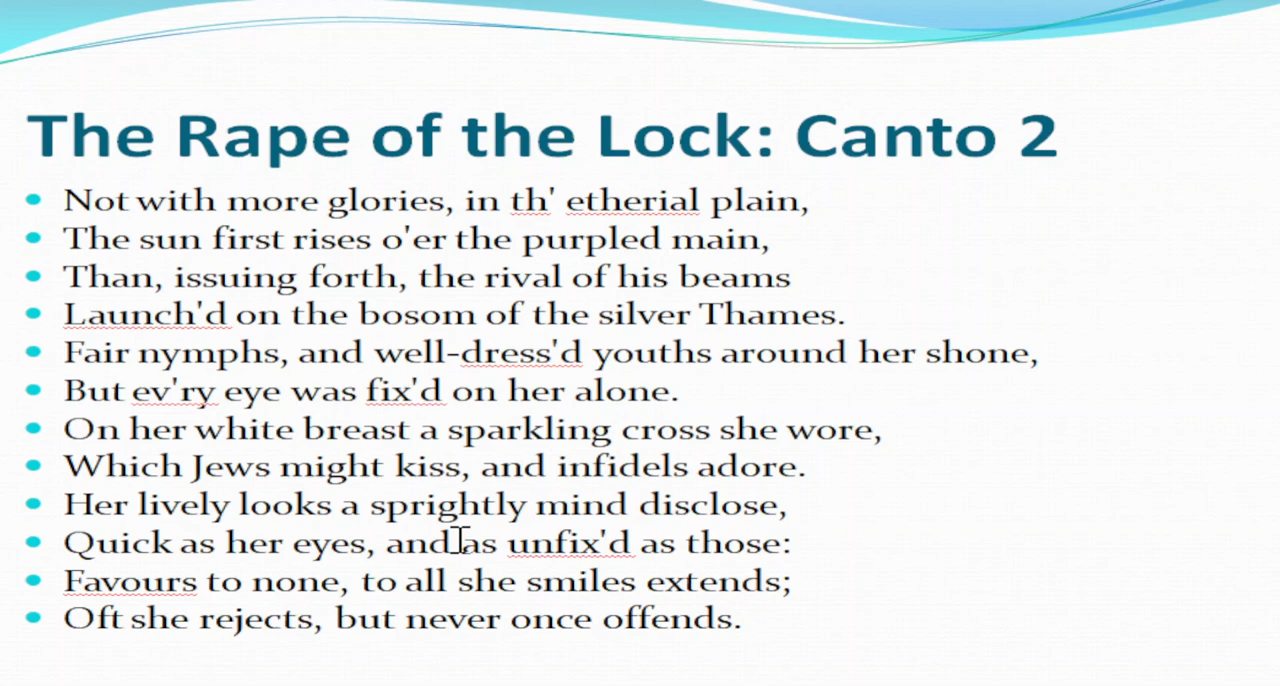 The Rape of the Lock: Canto 2
Not with more glories, in th' etherial plain,
The sun first rises o'er the purpled main,
Than, issuing forth, the rival of his beams
Launch'd on the bosom of the silver Thames.
Fair nymphs, and well-dress'd youths around her shone,
But ev'ry eye was fix'd on her alone.
On her white breast a sparkling cross she wore,
Which Jews might kiss, and infidels adore.
Her lively looks a sprightly mind disclose,
Quick as her eyes, and as unfix'd as those:
Favours to none, to all she smiles extends;
Oft she rejects, but never once offends.